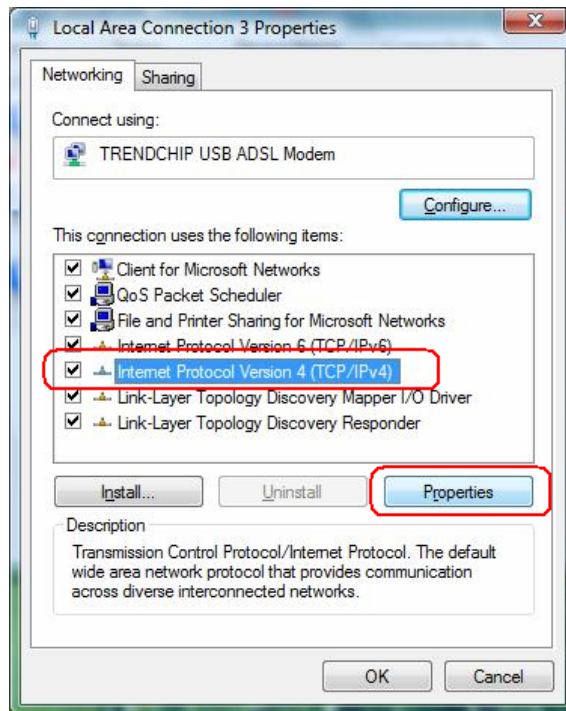 Local Area Connection 3 Properties
X
Networking Sharing
Connect using:
TRENDCHIP USB ADSL Modem
Configure...
This connection uses the following items:
Client for Microsoft Networks
QoS Packet Scheduler
File and Printer Sharing for Microsoft Networks
Internet Protocol Version 6 (TCP/IPv6)
Internet Protocol Version 4 (TCP/IPv4)
Link-Layer Topology Discovery Mapper I/O Driver
Link-Layer Topology Discovery Responder
Install... Uninstall Properties
Description
Transmission Control Protocol/Internet Protocol. The default
wide area network protocol that provides communication
across diverse interconnected networks.
OK Cancel